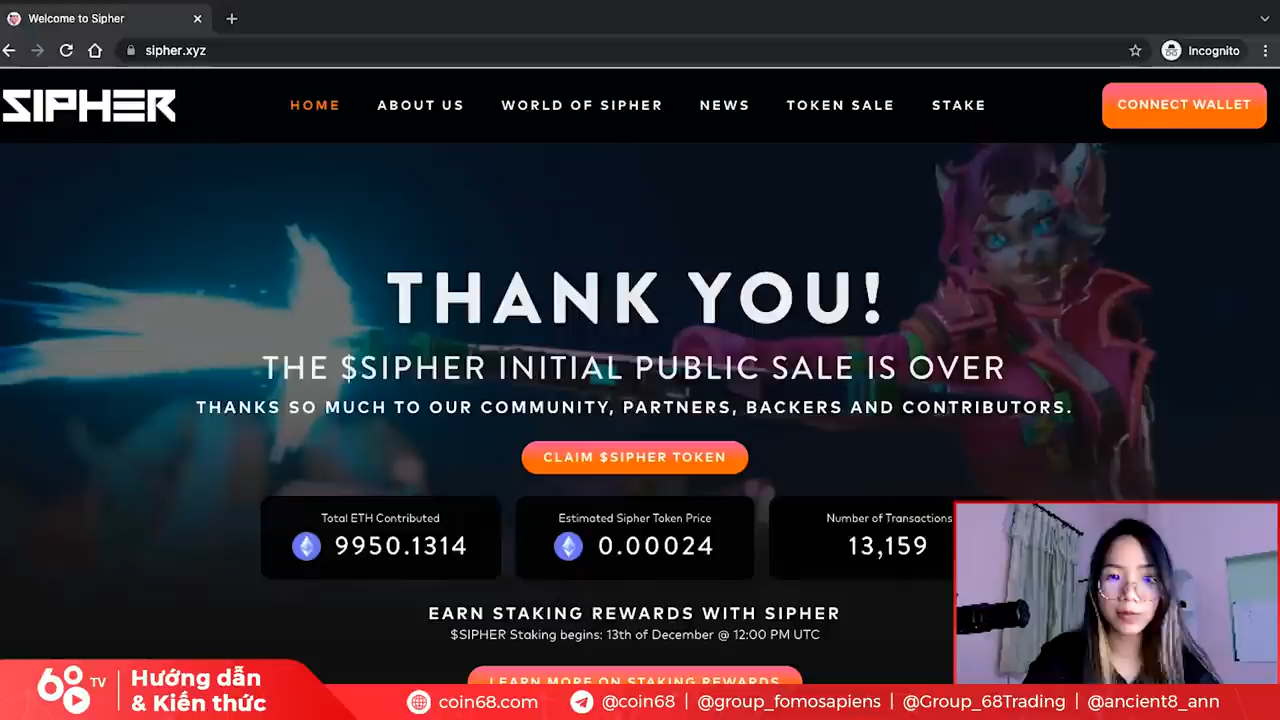 Welcome to Sipher
sipher.xyz
Incognito
SIPHER
HOME
ABOUT US
WORLD OF SIPHER
NEWS
TOKEN SALE
STAKE
CONNECT WALLET
THANK YOU!
THE $SIPHER INITIAL PUBLIC SALE IS OVER
THANKS SO MUCH TO OUR COMMUNITY, PARTNERS, BACKERS AND CONTRIBUTORS.
CLAIM $SIPHER TOKEN
Total ETH Contributed
9950.1314
Estimated Sipher Token Price
0.00024
Number of Transactions
13,159
EARN STAKING REWARDS WITH SIPHER
$SIPHER Staking begins: 13th of December @ 12:00 PM UTC
LEARN MORE ON STAKING REWARDS
68 TV
Hướng dẫn
& Kiến thức
coin68.com
@coin68 | @group_fomosapiens | @Group_68Trading | @ancient8_ann